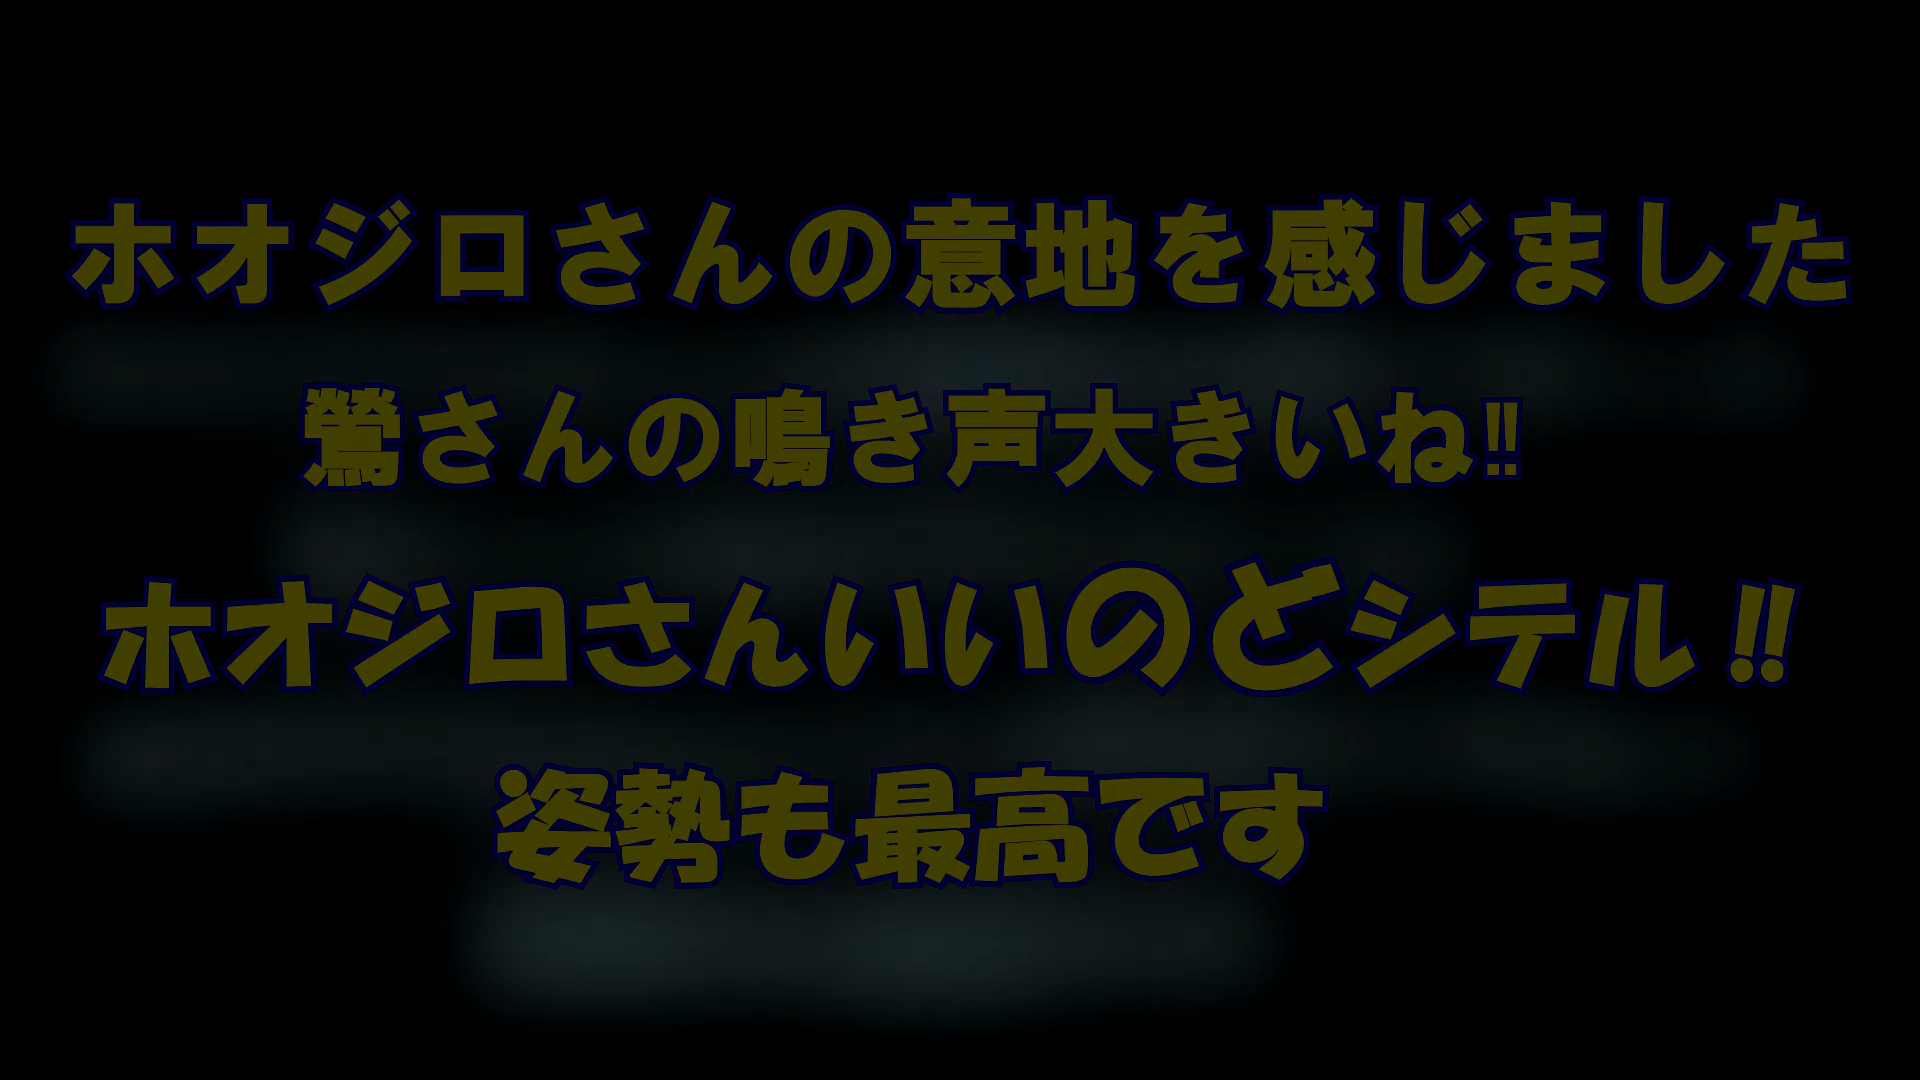 ホオジロさんの意地を感じました
鶯さんの鳴き声大きいね‼
ホオジロさんいいのどシテル‼
姿勢も最高です